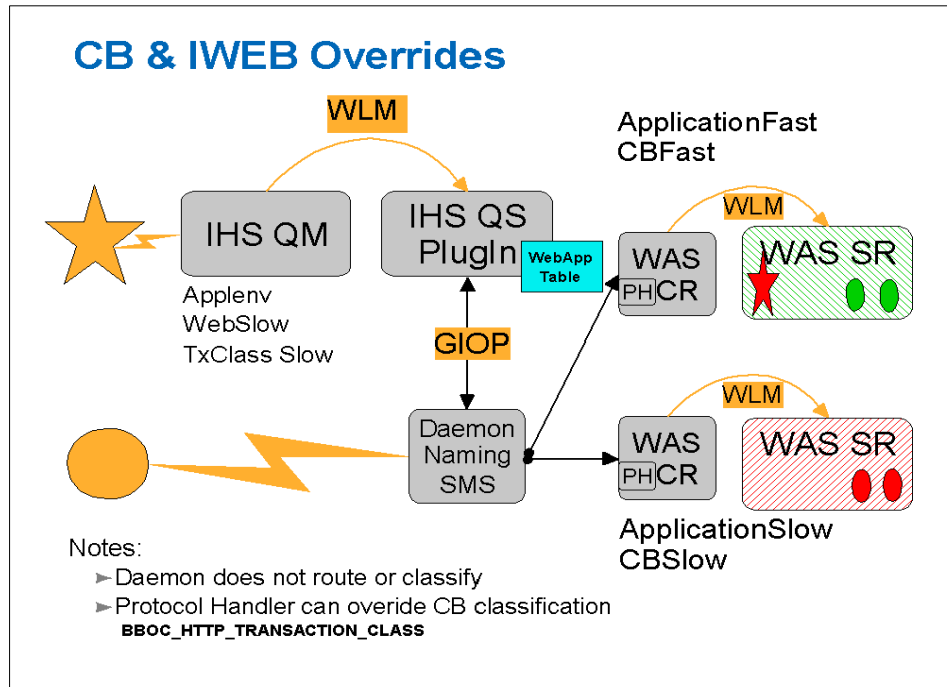 CB & IWEB Overrides
WLM
ApplicationFast
CBFast
IHS QM
IHS QS
PlugIn
WebApp
Table
WLM
WAS
PH CR
WAS SR
Applenv
WebSlow
TxClass Slow
GIOP
Daemon
Naming
SMS
WLM
WAS
PH CR
WAS SR
ApplicationSlow
CBSlow
Notes:
➢Daemon does not route or classify
➢Protocol Handler can overide CB classification
BBOC_HTTP_TRANSACTION_CLASS